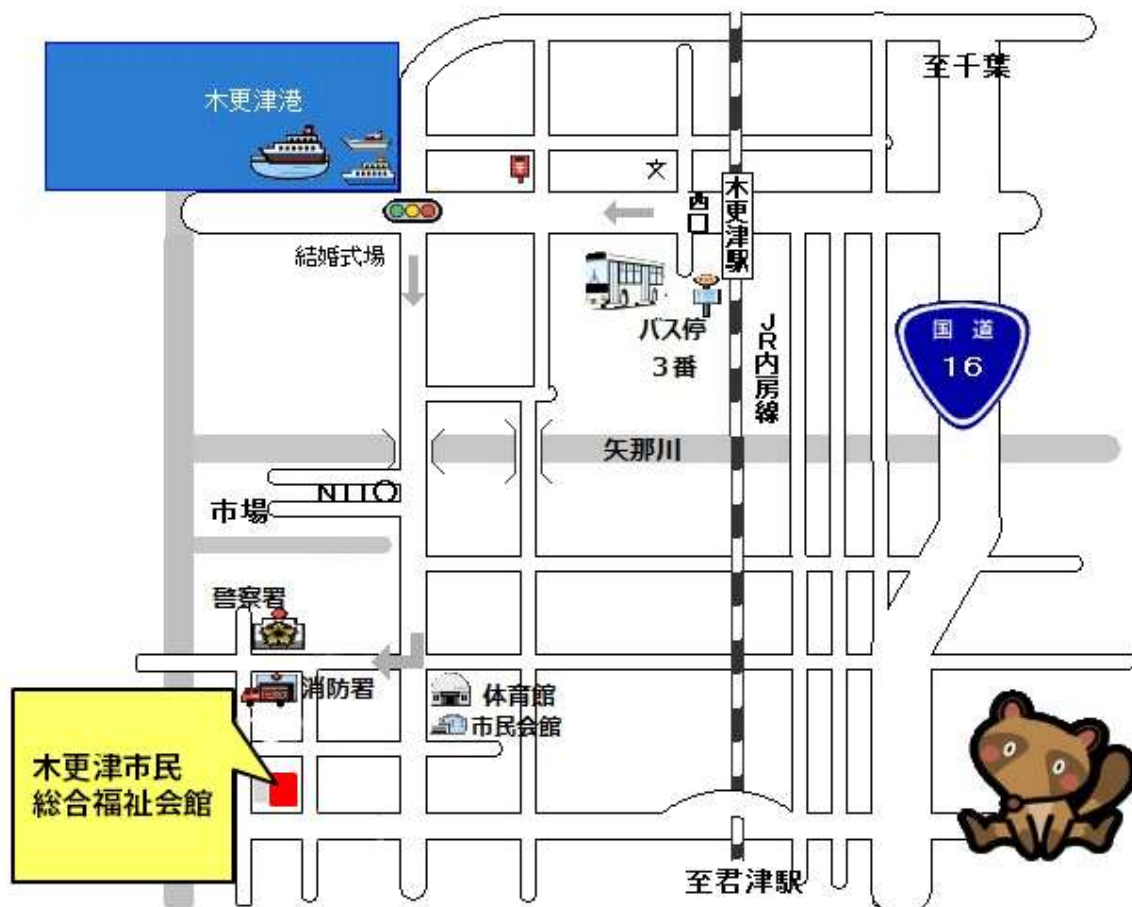 至千葉
木更津港
文
西口
木更津駅
結婚式場
バス停
3番
JR内房線
国道
16
矢那川
市場
警察署
消防署
体育館
市民会館
木更津市民
総合福祉会館
至君津駅